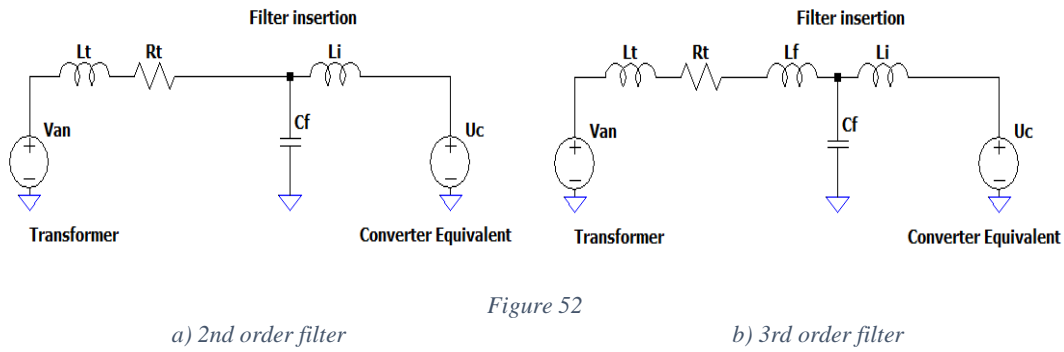 Filter insertion
Lt Rt Li
Cf
Van Uc
+ +
− −
Transformer Converter Equivalent
Filter insertion
Lt Rt Lf Li
Cf
Van Uc
+ +
− −
Transformer Converter Equivalent
Figure 52
a) 2nd order filter b) 3rd order filter